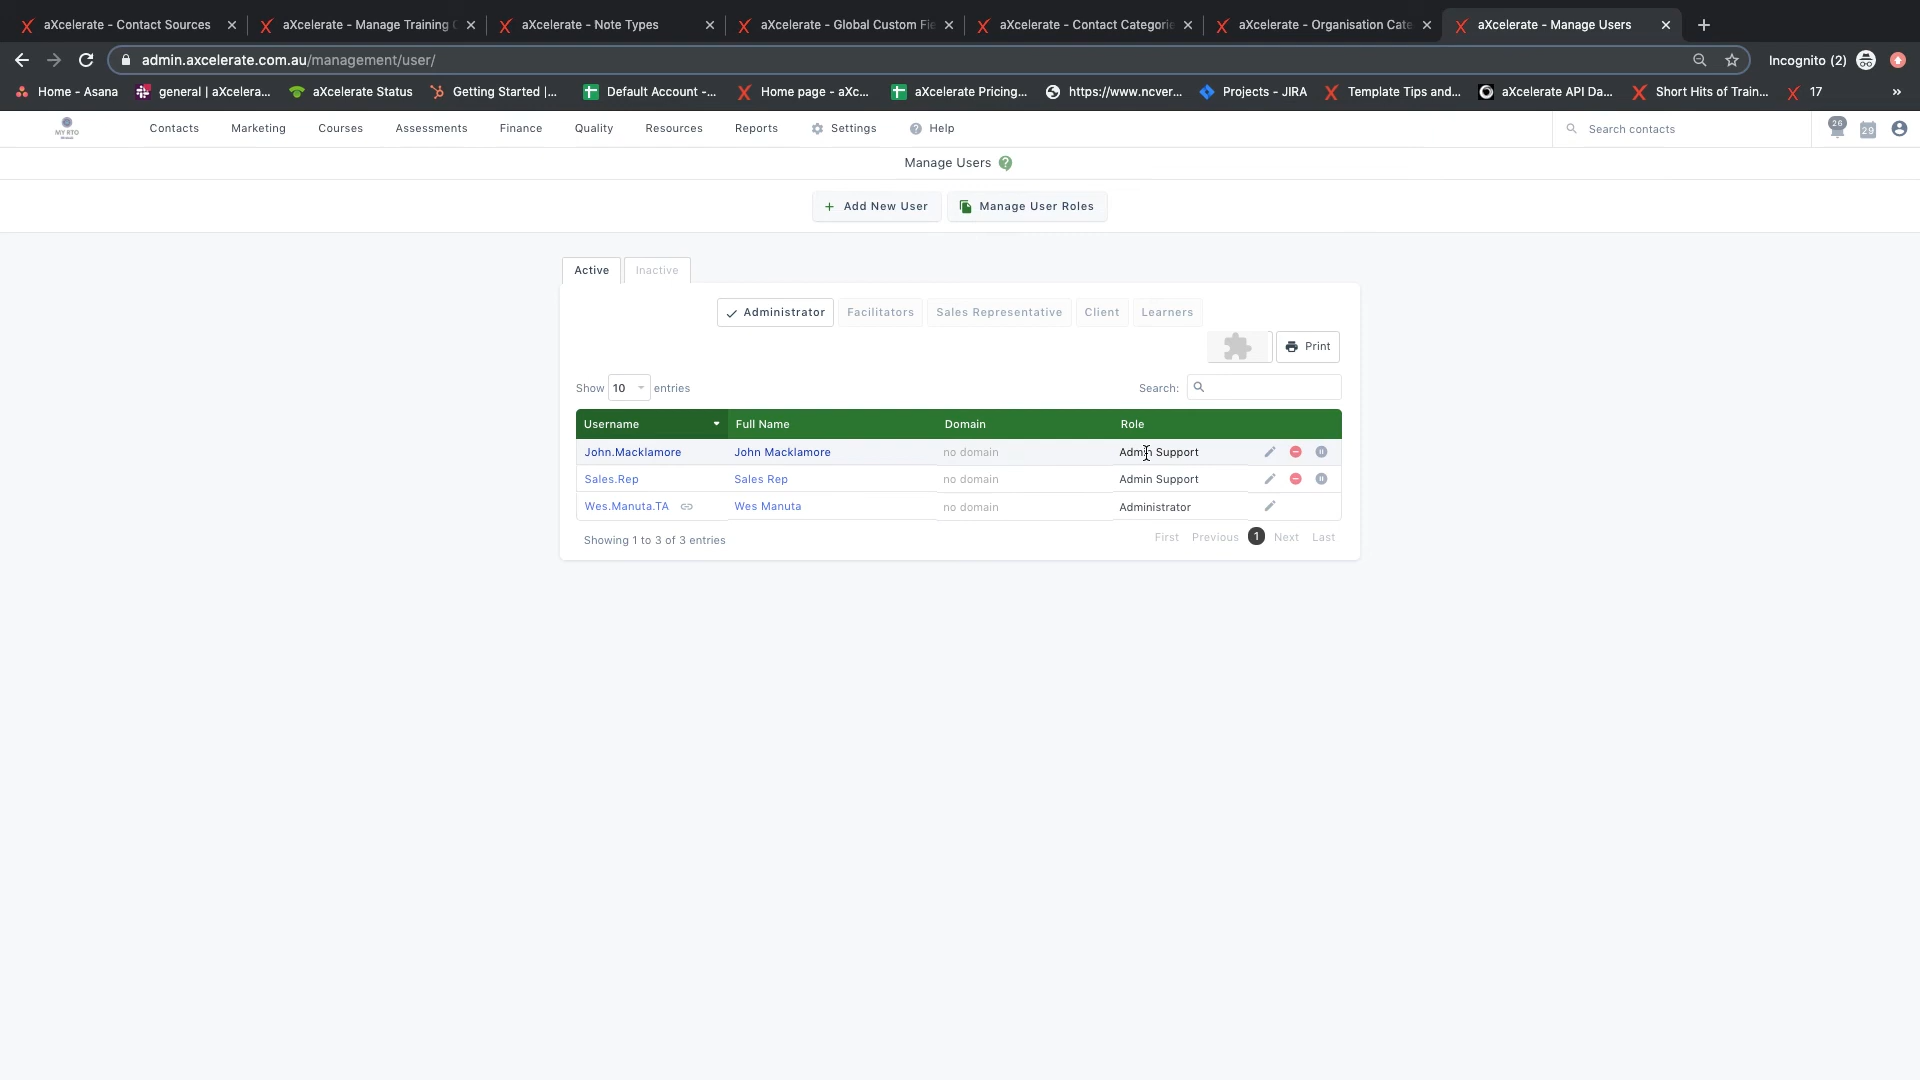 aXcelerate - Contact Sources
aXcelerate - Manage Training
aXcelerate - Note Types
aXcelerate - Global Custom Fie
aXcelerate - Contact Categorie
aXcelerate - Organisation Cate
aXcelerate - Manage Users
admin.axcelerate.com.au/management/user/
Incognito (2)
Home - Asana
general | aXcelera...
aXcelerate Status
Getting Started |...
Default Account -...
Home page - aXc...
aXcelerate Pricing...
https://www.ncver...
Projects - JIRA
Template Tips and...
aXcelerate API Da...
Short Hits of Train...
17
»
MY RTO
Contacts
Marketing
Courses
Assessments
Finance
Quality
Resources
Reports
Settings
Help
Search contacts
26
29
Manage Users
Add New User
Manage User Roles
Active
Inactive
Administrator
Facilitators
Sales Representative
Client
Learners
Print
Show 10 entries
Search:
Username Full Name Domain Role
John.Macklamore John Macklamore no domain Admin Support
Sales.Rep Sales Rep no domain Admin Support
Wes.Manuta.TA Wes Manuta no domain Administrator
Showing 1 to 3 of 3 entries
First Previous 1 Next Last